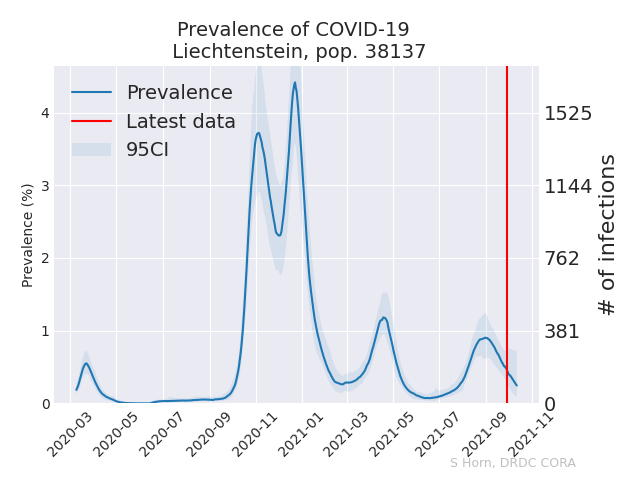 Prevalence of COVID-19
Liechtenstein, pop. 38137
Prevalence
Latest data
95CI
Prevalence (%)
4
3
2
1
0
1525
1144
762
381
0
# of infections
2020-03
2020-05
2020-07
2020-09
2020-11
2021-01
2021-03
2021-05
2021-07
2021-09
2021-11
S Horn, DRDC CORA